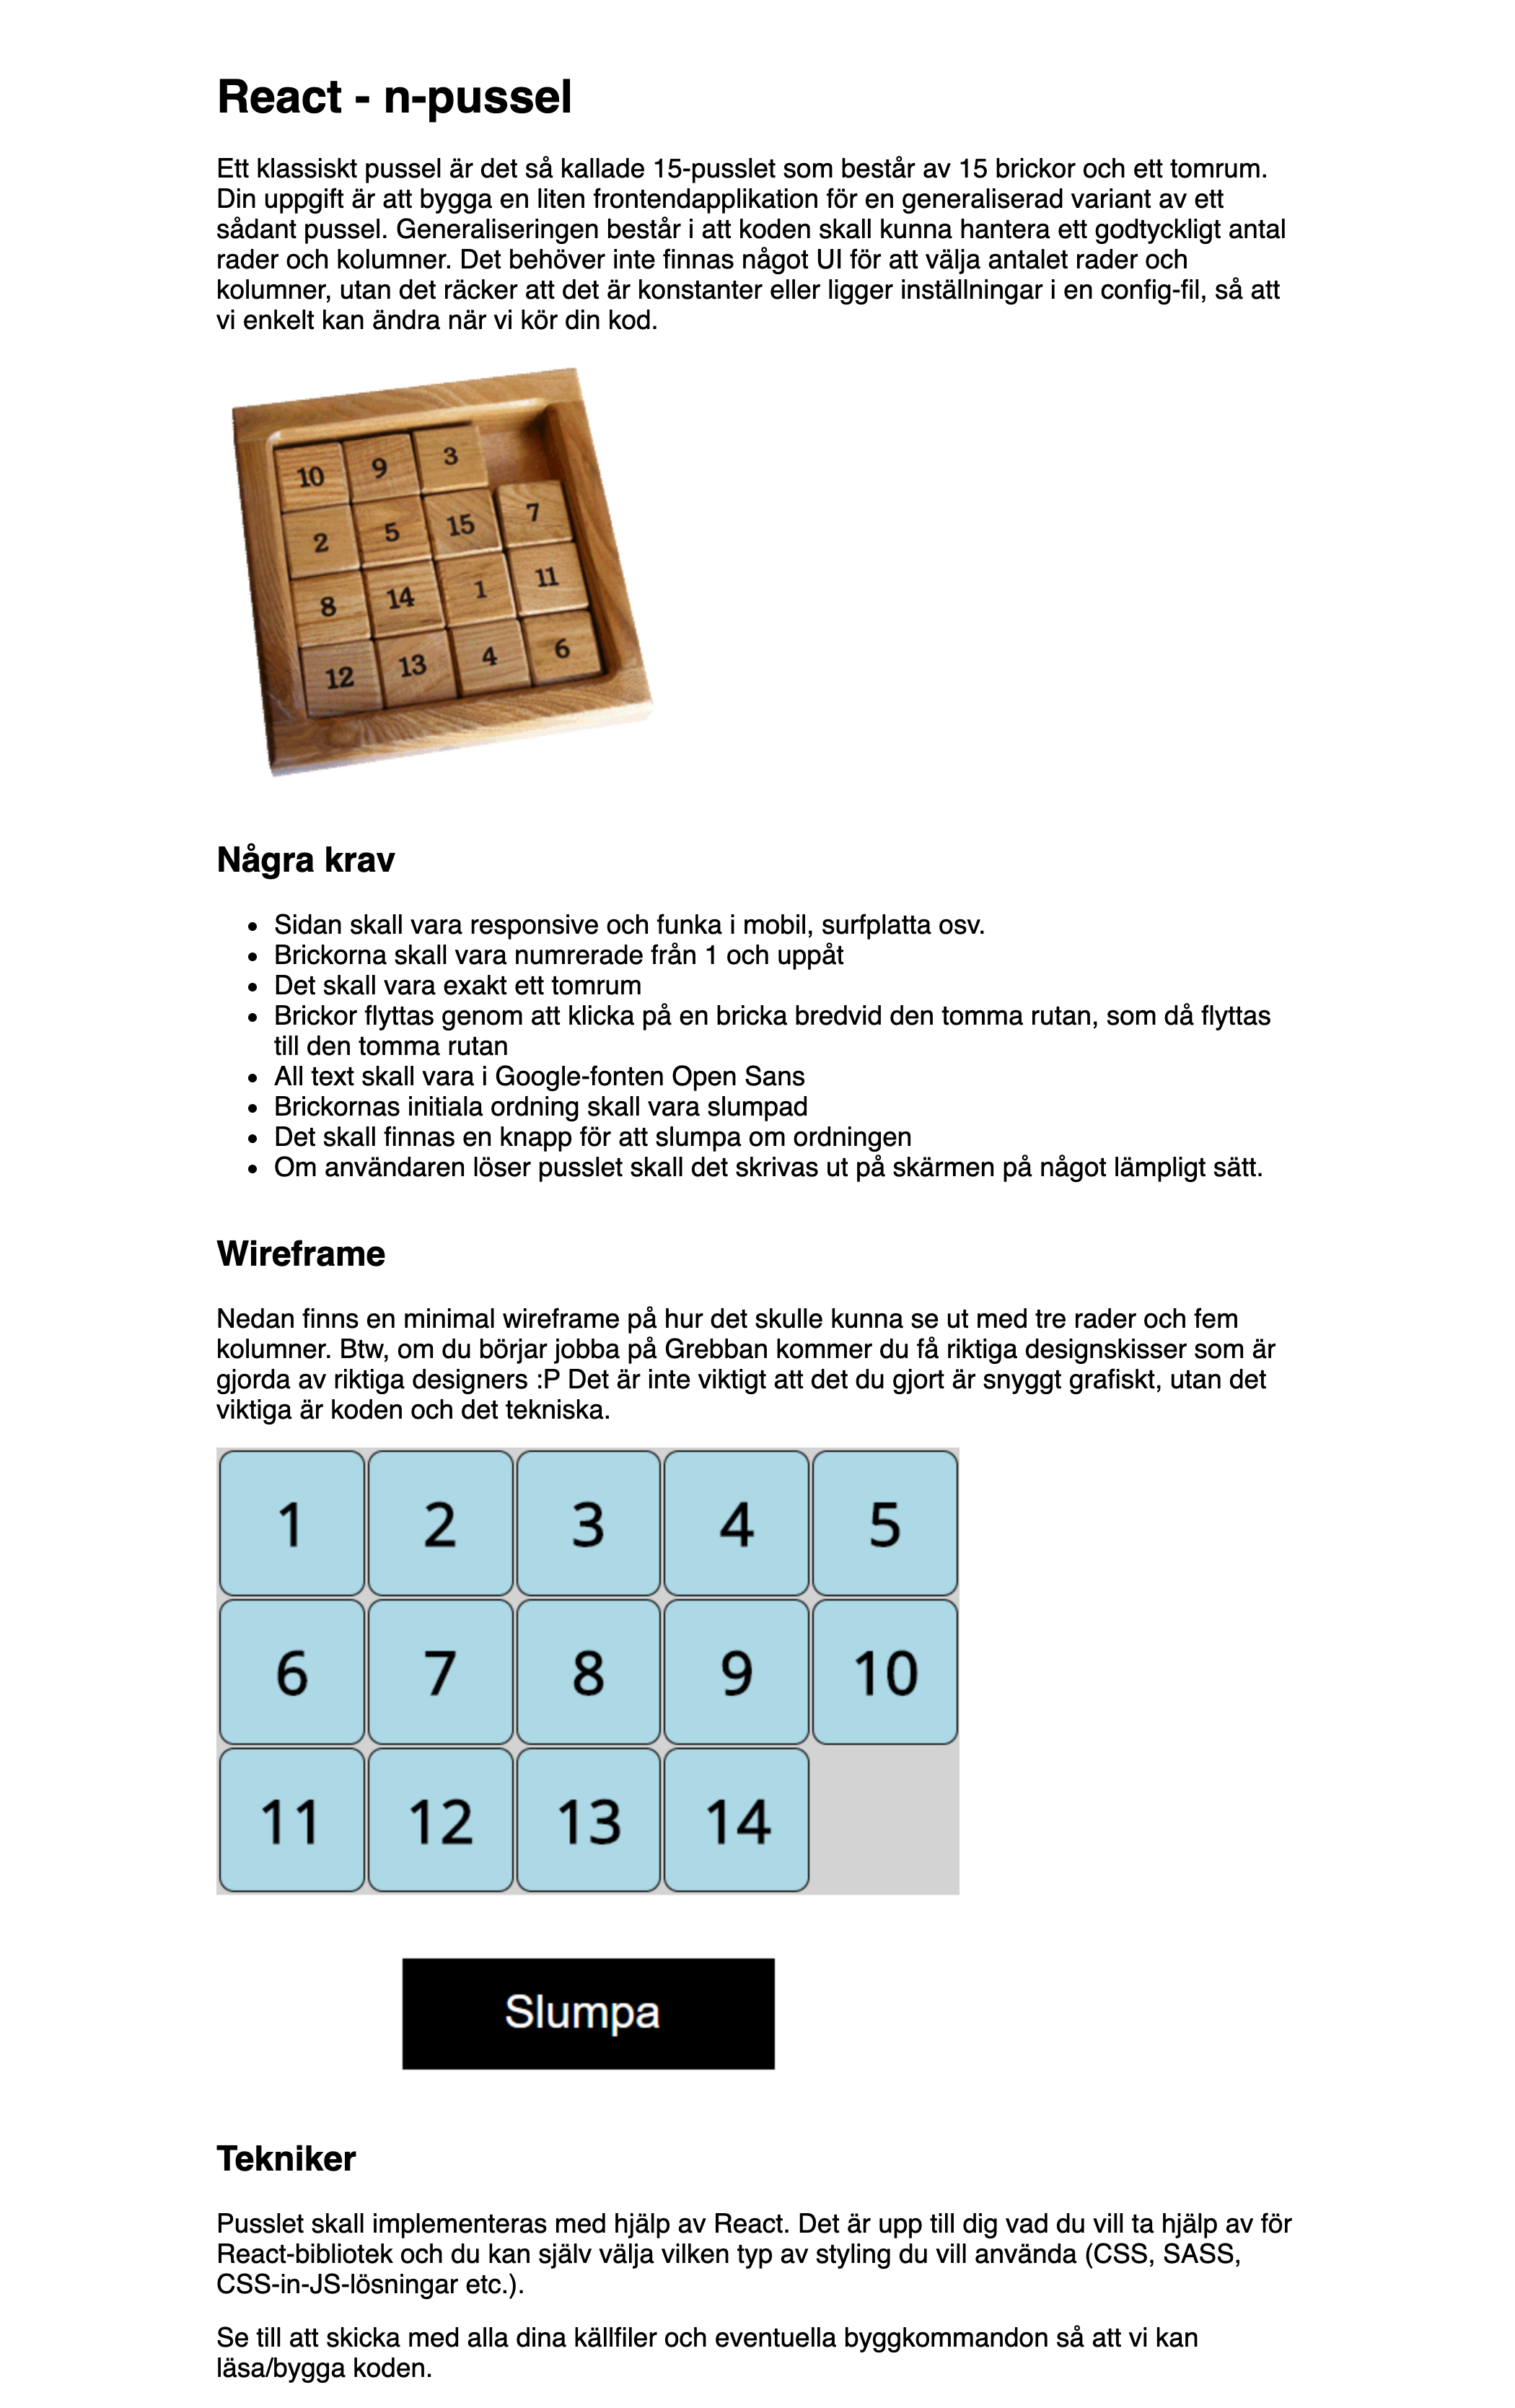 React - n-pussel
Ett klassiskt pussel är det så kallade 15-pusslet som består av 15 brickor och ett tomrum.
Din uppgift är att bygga en liten frontendapplikation för en generaliserad variant av ett
sådant pussel. Generaliseringen består i att koden skall kunna hantera ett godtyckligt antal
rader och kolumner. Det behöver inte finnas något UI för att välja antalet rader och
kolumner, utan det räcker att det är konstanter eller ligger inställningar i en config-fil, så att
vi enkelt kan ändra när vi kör din kod.
10 9 3
2 5 15 7
8 14 1 11
12 13 4 6
Några krav
• Sidan skall vara responsive och funka i mobil, surfplatta osv.
• Brickorna skall vara numrerade från 1 och uppåt
• Det skall vara exakt ett tomrum
• Brickor flyttas genom att klicka på en bricka bredvid den tomma rutan, som då flyttas
till den tomma rutan
• All text skall vara i Google-fonten Open Sans
• Brickornas initiala ordning skall vara slumpad
• Det skall finnas en knapp för att slumpa om ordningen
• Om användaren löser pusslet skall det skrivas ut på skärmen på något lämpligt sätt.
Wireframe
Nedan finns en minimal wireframe på hur det skulle kunna se ut med tre rader och fem
kolumner. Btw, om du börjar jobba på Grebban kommer du få riktiga designskisser som är
gjorda av riktiga designers :P Det är inte viktigt att det du gjort är snyggt grafiskt, utan det
viktiga är koden och det tekniska.
1 2 3 4 5
6 7 8 9 10
11 12 13 14
Slumpa
Tekniker
Pusslet skall implementeras med hjälp av React. Det är upp till dig vad du vill ta hjälp av för
React-bibliotek och du kan själv välja vilken typ av styling du vill använda (CSS, SASS,
CSS-in-JS-lösningar etc.).
Se till att skicka med alla dina källfiler och eventuella byggkommandon så att vi kan
läsa/bygga koden.